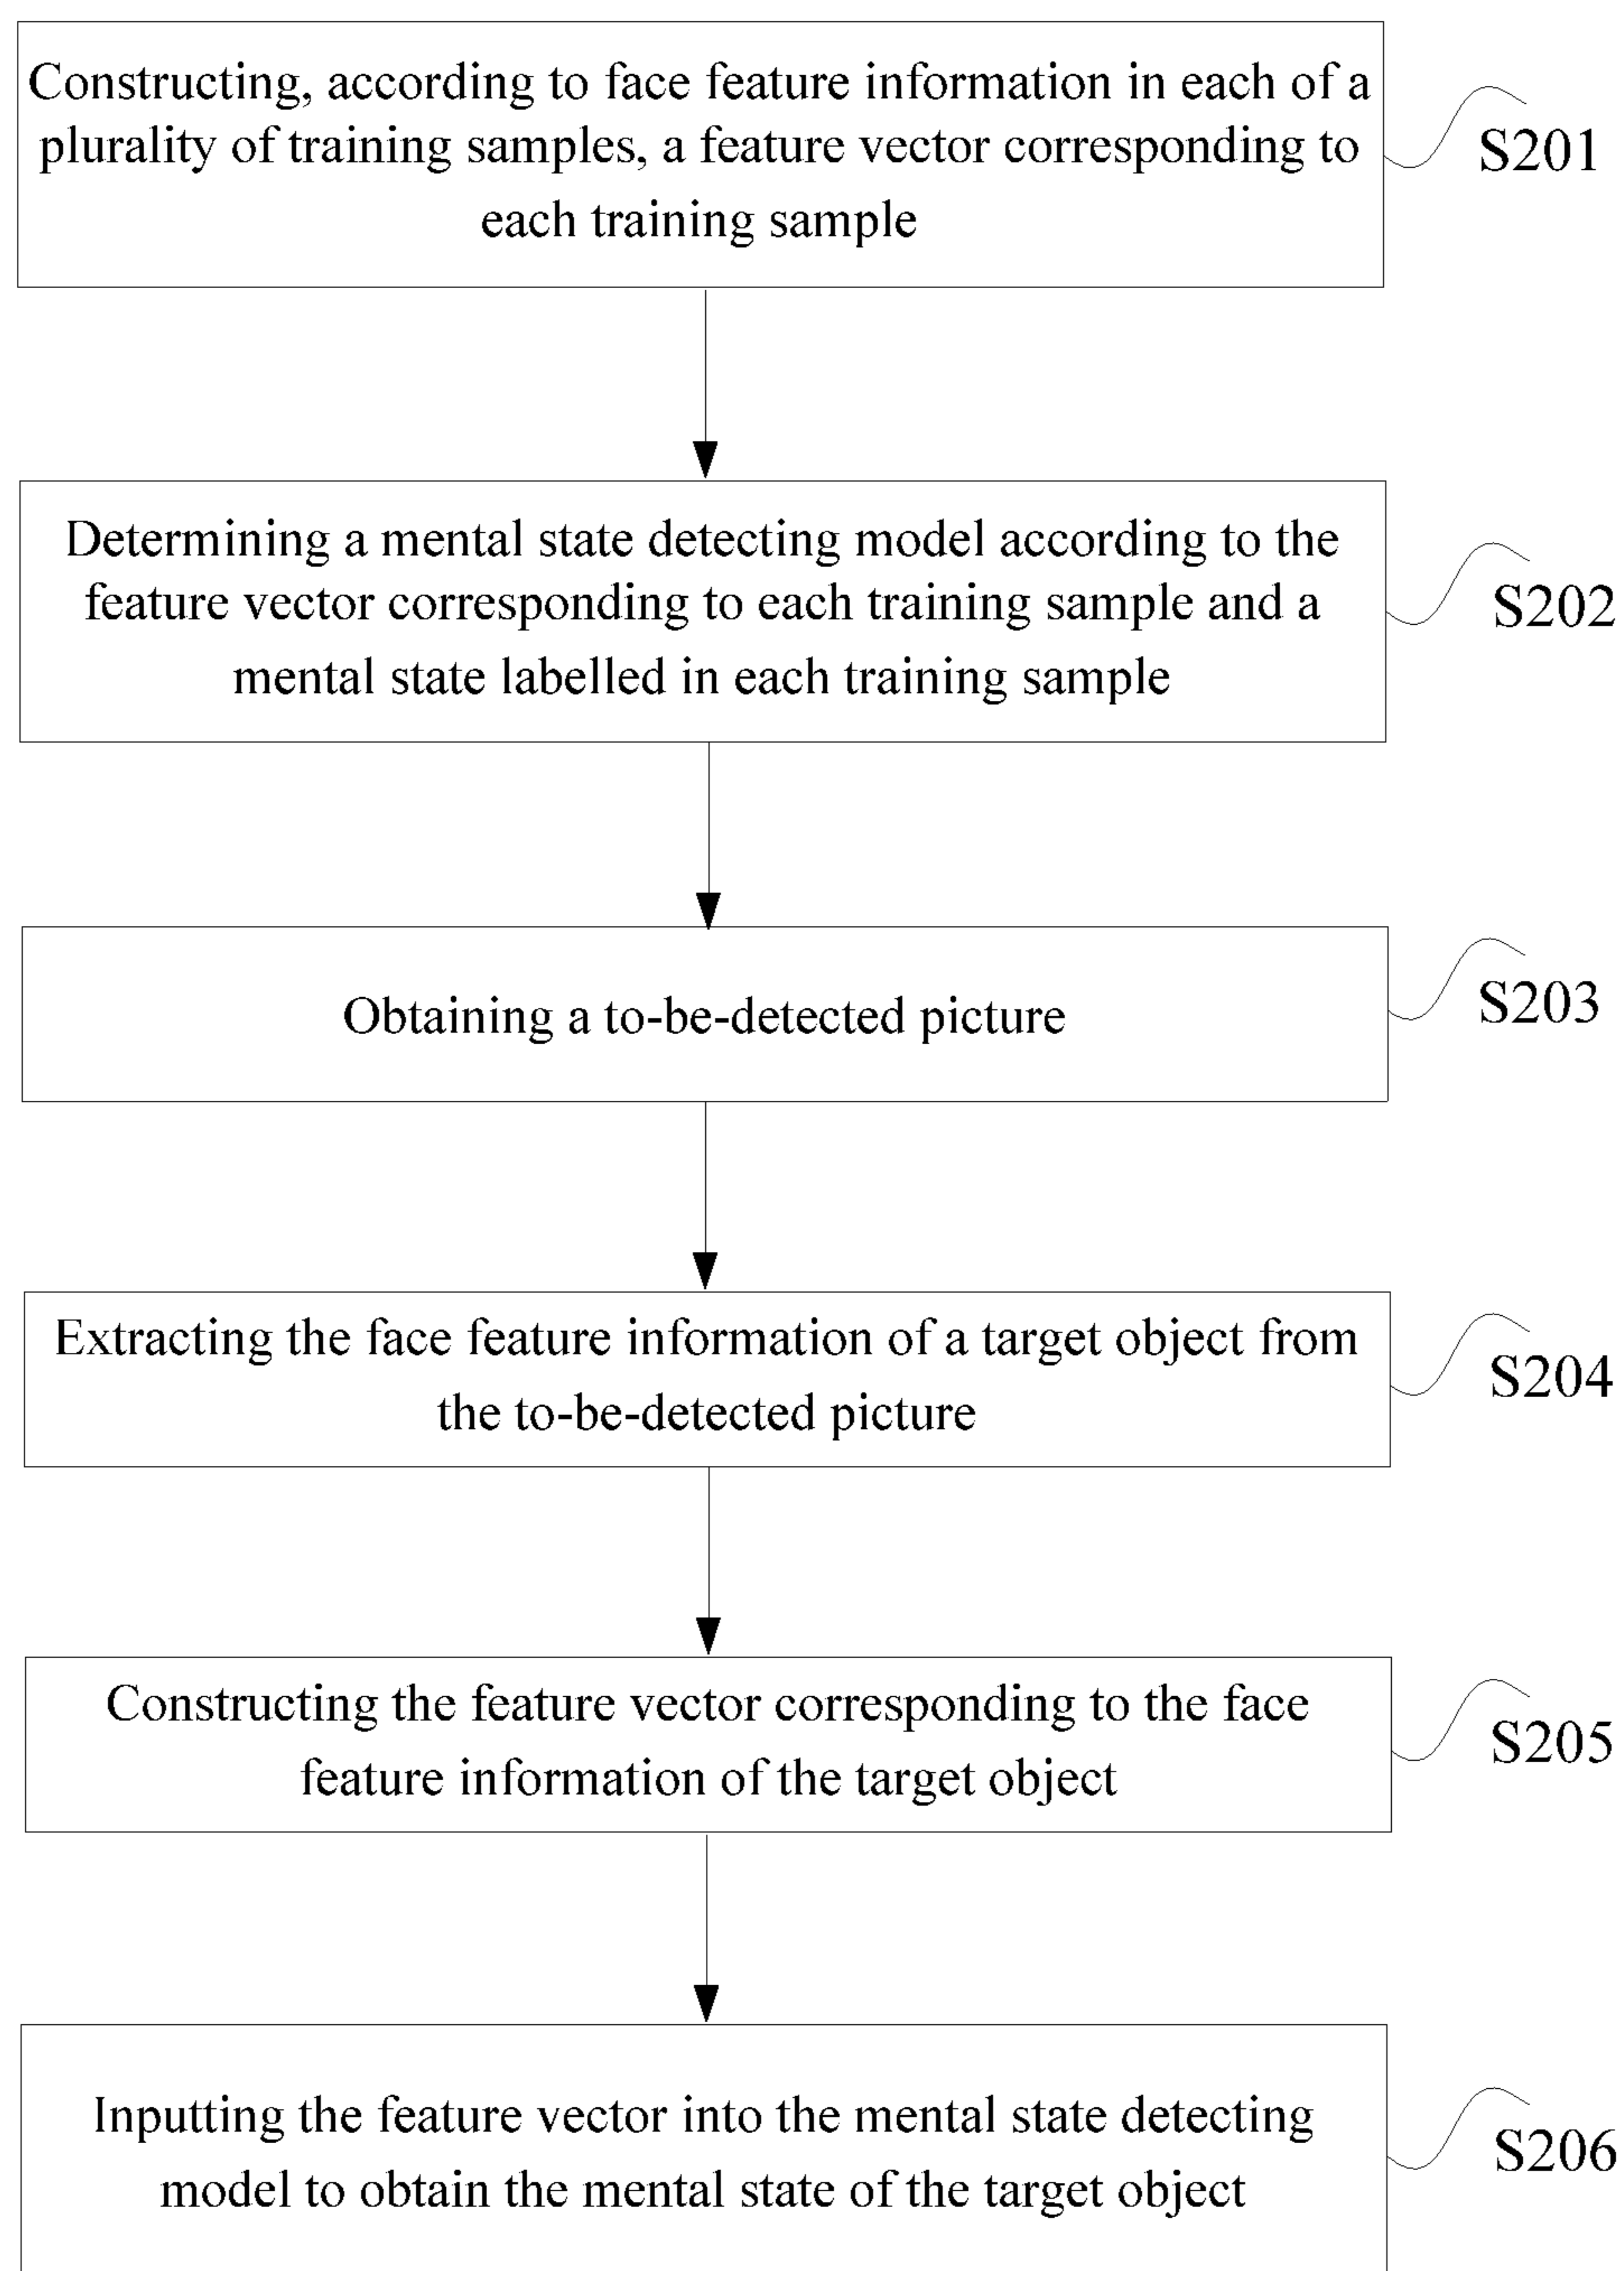 Constructing, according to face feature information in each of a
plurality of training samples, a feature vector corresponding to
each training sample
S201
Determining a mental state detecting model according to the
feature vector corresponding to each training sample and a
mental state labelled in each training sample
S202
Obtaining a to-be-detected picture
S203
Extracting the face feature information of a target object from
the to-be-detected picture
S204
Constructing the feature vector corresponding to the face
feature information of the target object
S205
Inputting the feature vector into the mental state detecting
model to obtain the mental state of the target object
S206